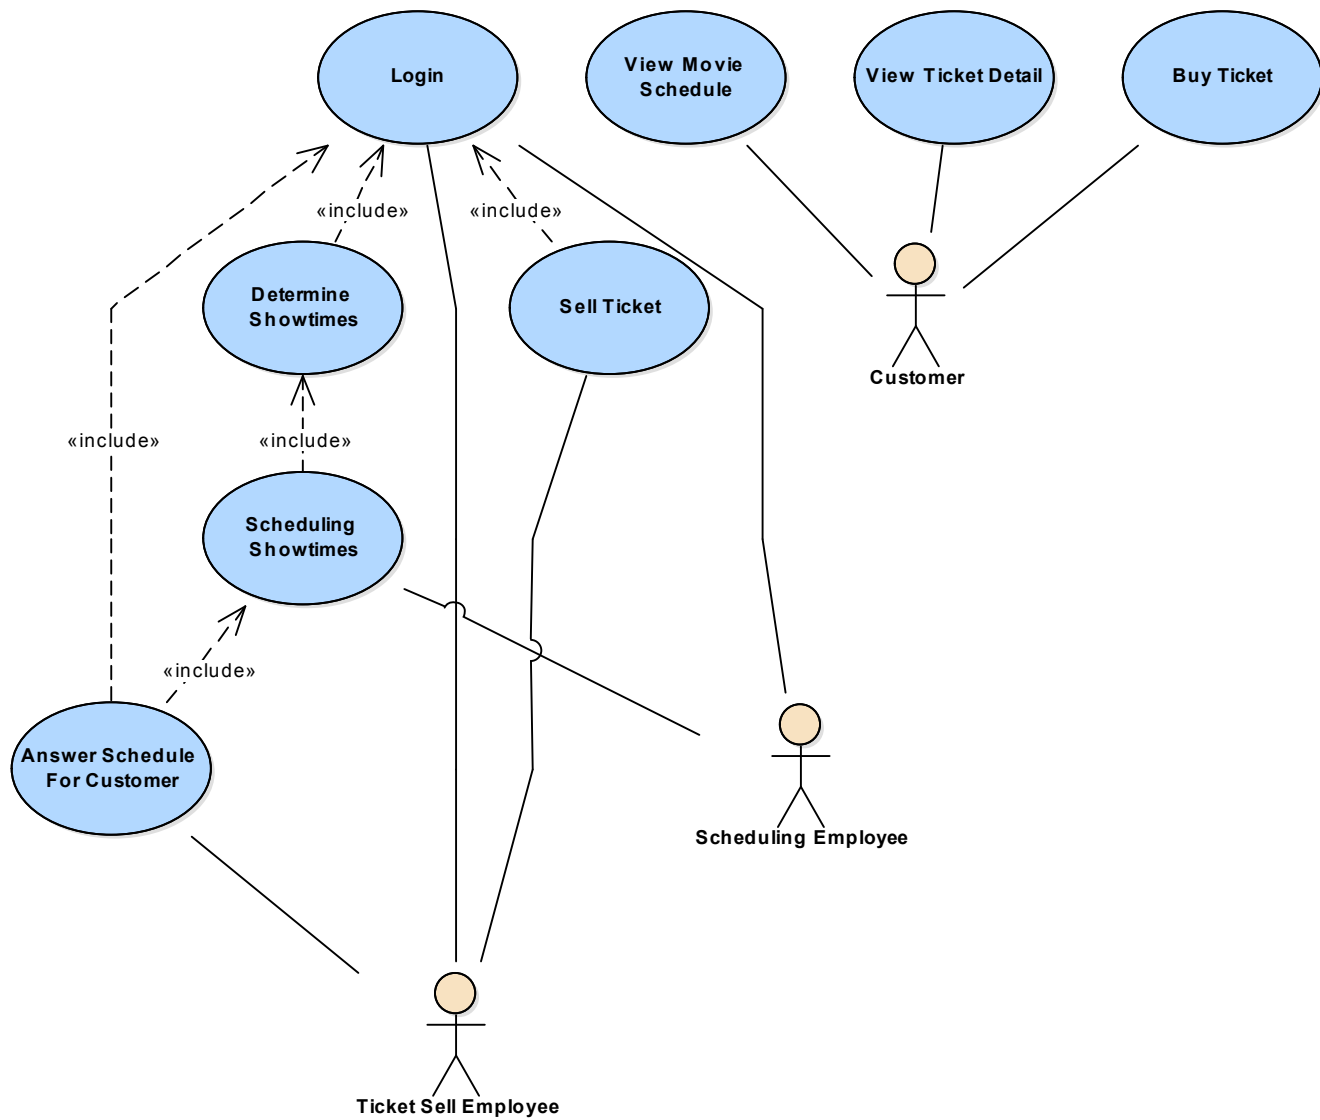 Login
View Movie
Schedule
View Ticket Detail
Buy Ticket
«include»
«include»
Determine
Showtimes
Sell Ticket
Customer
«include»
«include»
Scheduling
Showtimes
«include»
Answer Schedule
For Customer
Scheduling Employee
Ticket Sell Employee